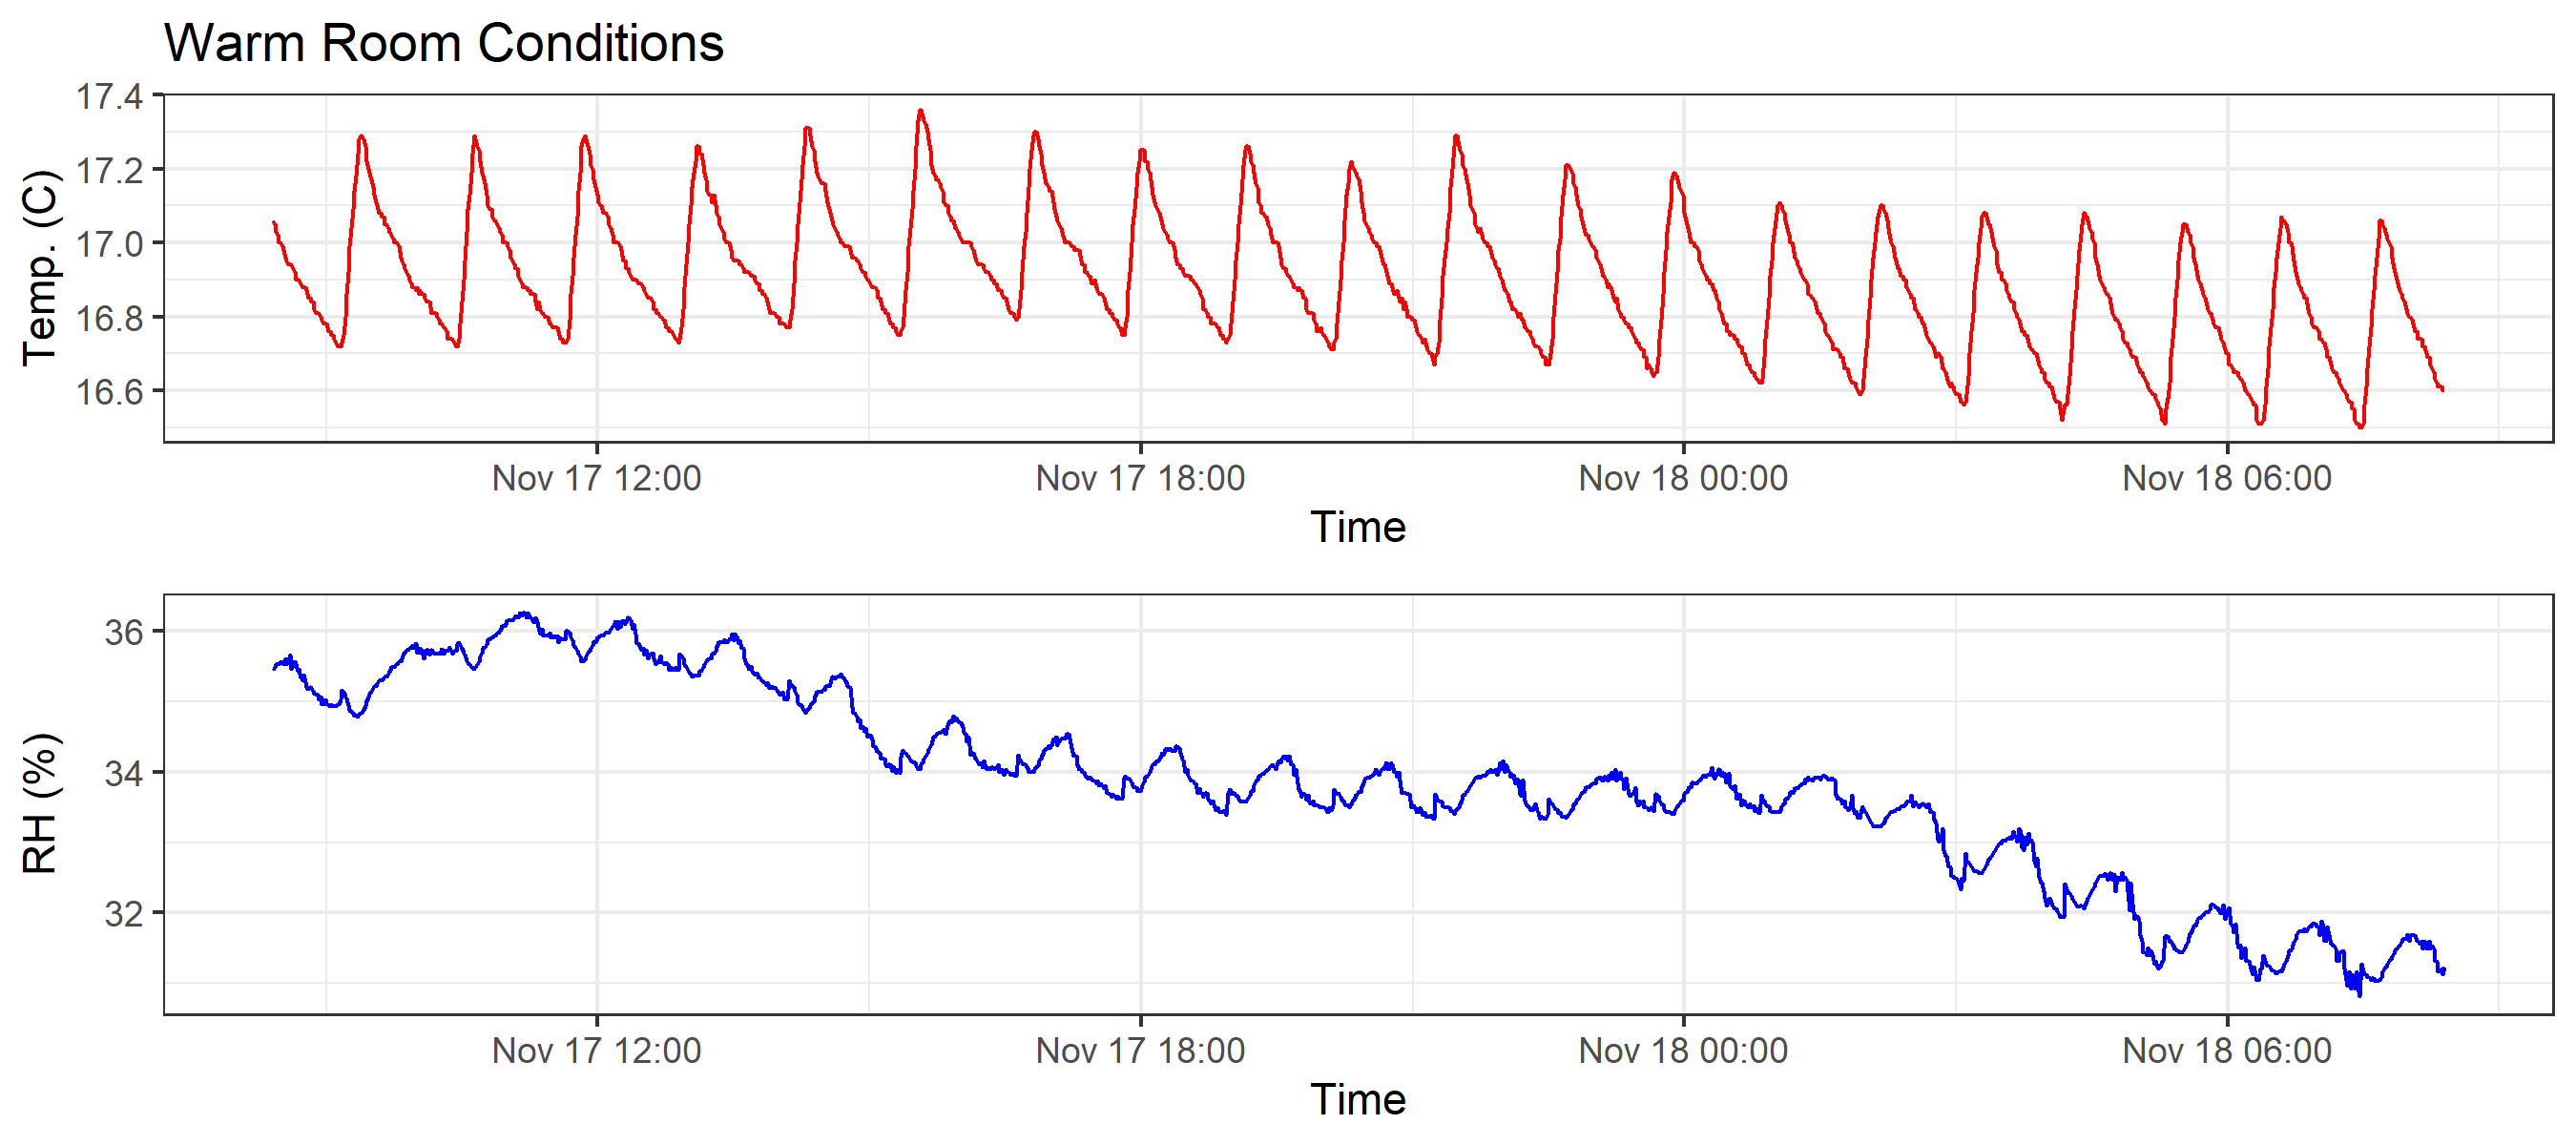 Warm Room Conditions
17.4
17.2
17.0
16.8
16.6
Temp. (C)
Nov 17 12:00 Nov 17 18:00 Nov 18 00:00 Nov 18 06:00
Time
36
34
32
RH (%)
Nov 17 12:00 Nov 17 18:00 Nov 18 00:00 Nov 18 06:00
Time